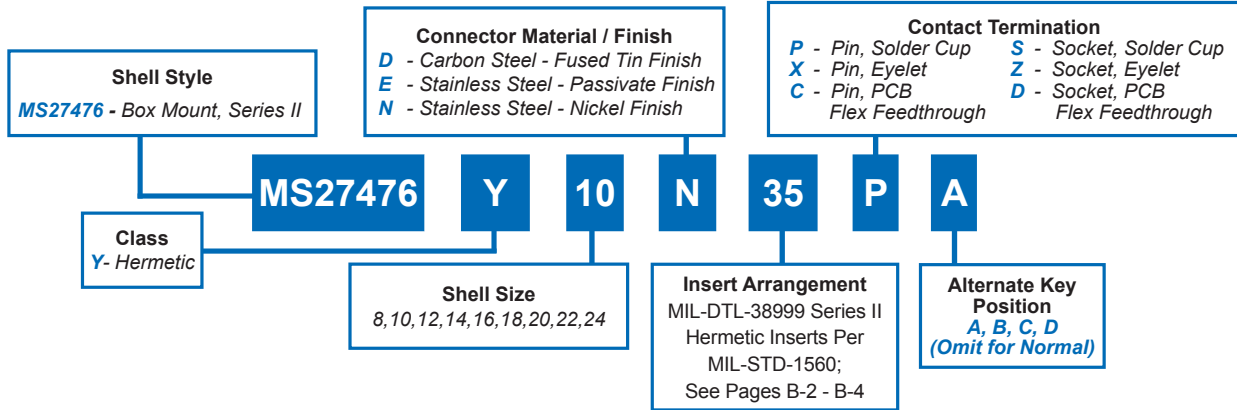 Shell Style
MS27476 - Box Mount, Series II
Connector Material / Finish
D - Carbon Steel - Fused Tin Finish
E - Stainless Steel - Passivate Finish
N - Stainless Steel - Nickel Finish
Contact Termination
P - Pin, Solder Cup
X - Pin, Eyelet
C - Pin, PCB
Flex Feedthrough
S - Socket, Solder Cup
Z - Socket, Eyelet
D - Socket, PCB
Flex Feedthrough
MS27476 Y 10 N 35 P A
Class
Y- Hermetic
Shell Size
8,10,12,14,16,18,20,22,24
Insert Arrangement
MIL-DTL-38999 Series II
Hermetic Inserts Per
MIL-STD-1560;
See Pages B-2 - B-4
Alternate Key
Position
A, B, C, D
(Omit for Normal)